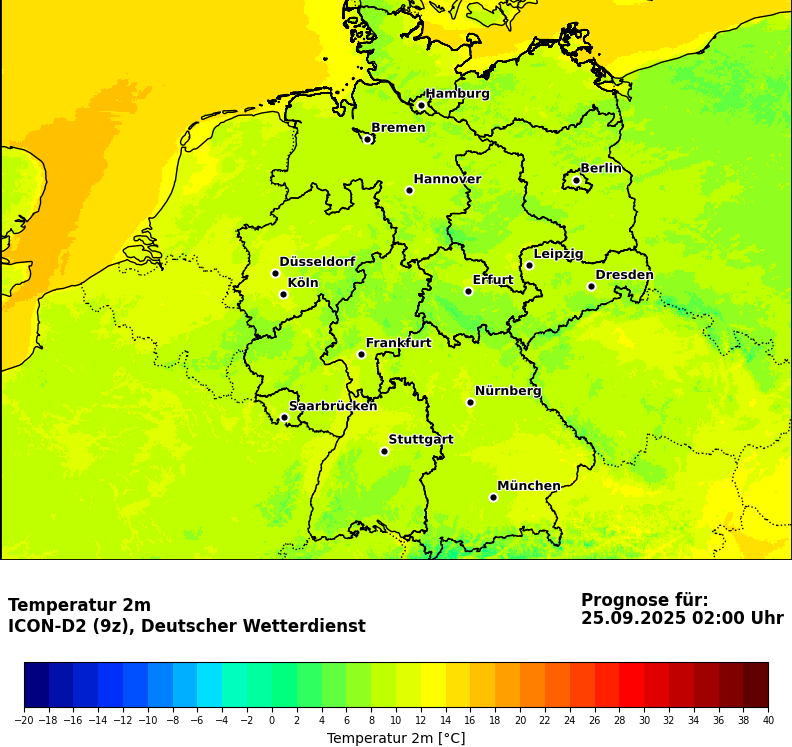 Hamburg
Bremen
Berlin
Hannover
Leipzig
Düsseldorf
Dresden
Köln
Erfurt
Frankfurt
Nürnberg
Saarbrücken
Stuttgart
München
Temperatur 2m
ICON-D2 (9z), Deutscher Wetterdienst
Prognose für:
25.09.2025 02:00 Uhr
−20 −18 −16 −14 −12 −10 −8 −6 −4 −2 0 2 4 6 8 10 12 14 16 18 20 22 24 26 28 30 32 34 36 38 40
Temperatur 2m [°C]